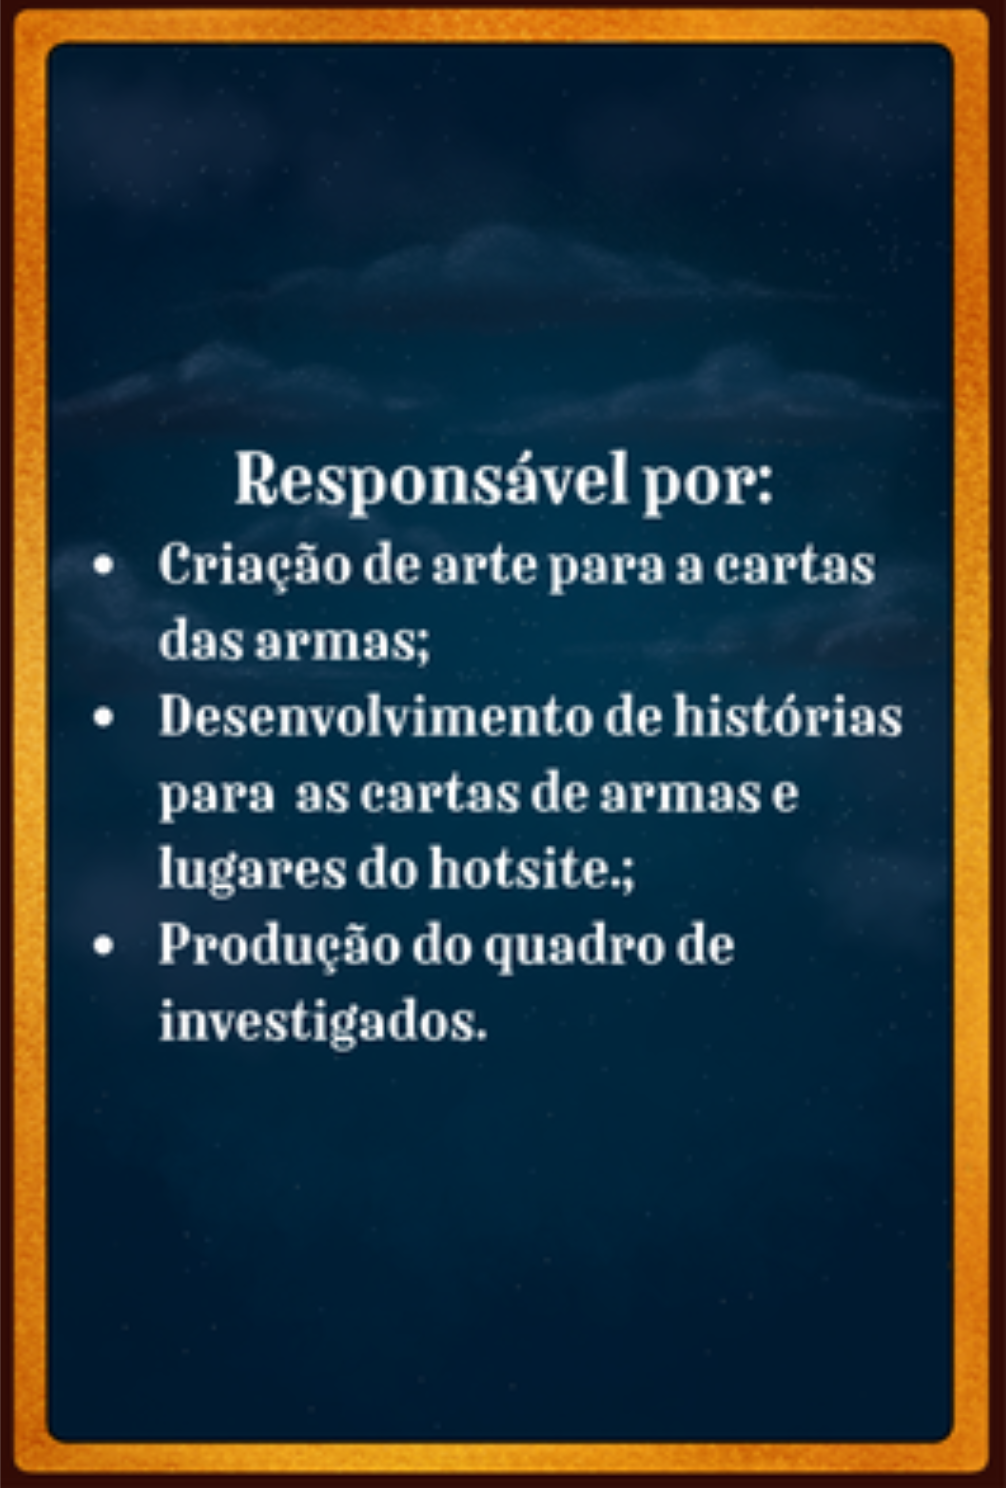 Responsável por:
• Criação de arte para a cartas
das armas;
• Desenvolvimento de histórias
para  as cartas de armas e
lugares do hotsite.;
• Produção do quadro de
investigados.